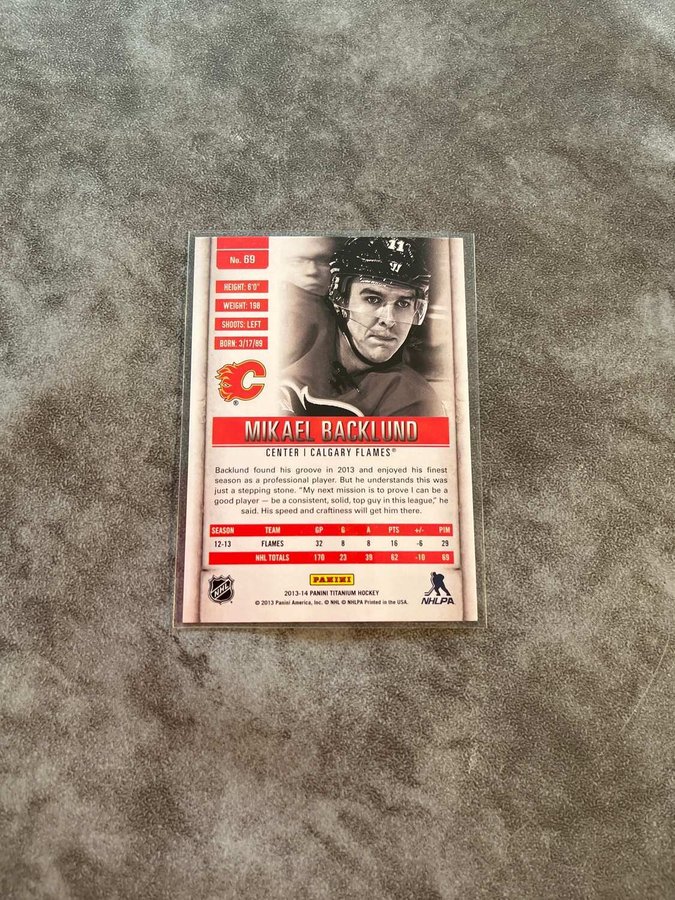 No. 69
HEIGHT: 6'0"
WEIGHT: 198
SHOOTS: LEFT
BORN: 3/17/89
11
C
®
MIKAEL BACKLUND
CENTER | CALGARY FLAMES®
Backlund found his groove in 2013 and enjoyed his finest
season as a professional player. But he understands this was
just a stepping stone. "My next mission is to prove I can be a
good player — be a consistent, solid, top guy in this league," he
said. His speed and craftiness will get him there.
SEASON TEAM GP G A PTS +/- PIM
12-13 FLAMES 32 8 8 16 -6 29
NHL TOTALS 170 23 39 62 -10 69
PANINI
NHL
2013-14 PANINI TITANIUM HOCKEY
© 2013 Panini America, Inc. © NHL © NHLPA Printed in the USA.
NHLPA